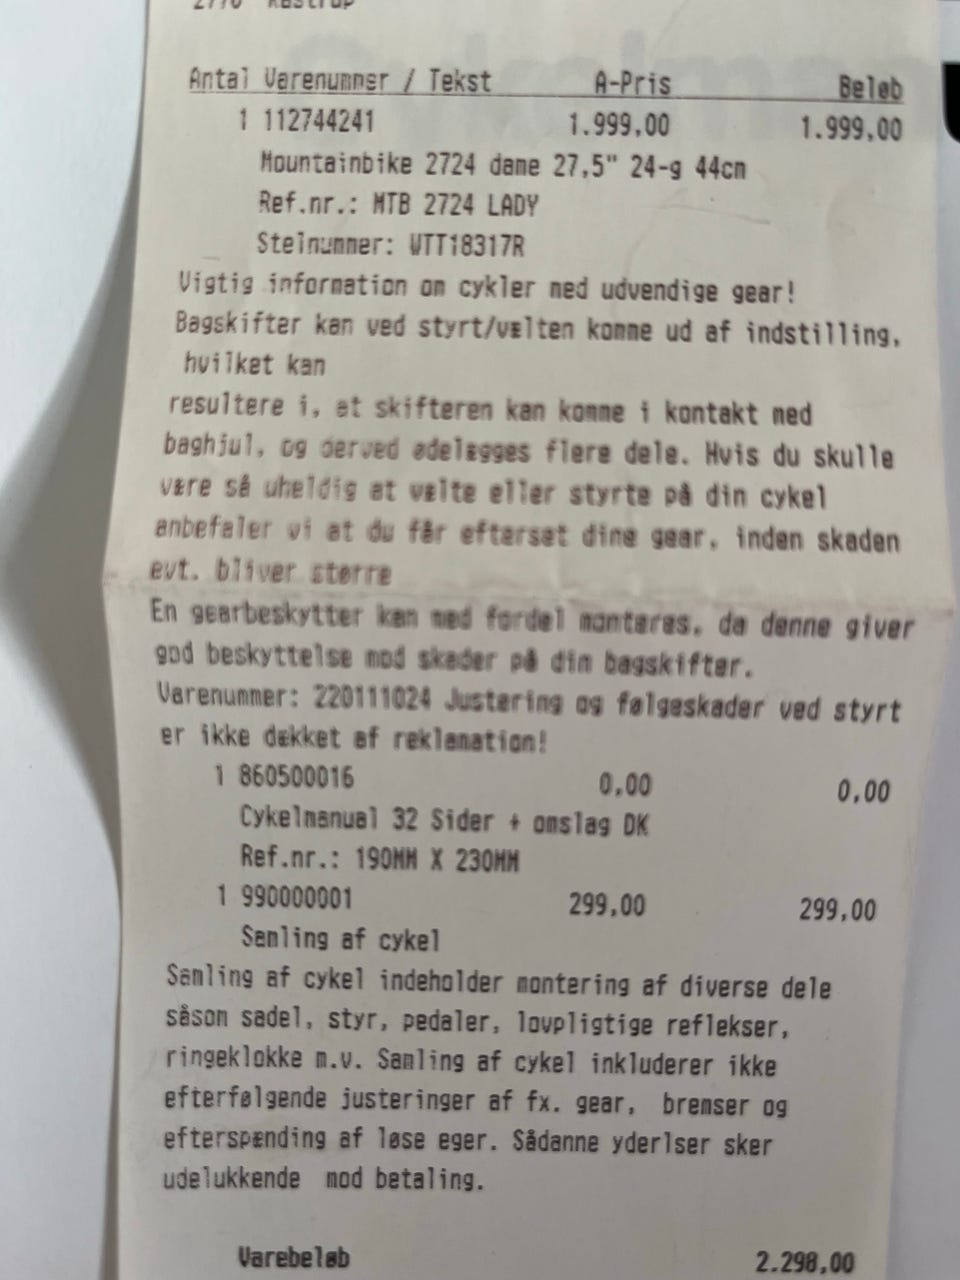 2770 Kastrup
Antal Varenummer / Tekst A-Pris Beløb
1 112744241 1.999,00 1.999,00
Mountainbike 2724 dame 27,5" 24-g 44cm
Ref.nr.: MTB 2724 LADY
Stelnummer: WTT18317R
Vigtig information om cykler med udvendige gear!
Bagskifter kan ved styrt/vælten komme ud af indstilling,
hvilket kan
resultere i, at skifteren kan komme i kontakt med
baghjul, og derved ødelægges flere dele. Hvis du skulle
være så uheldig at vælte eller styrte på din cykel
anbefaler vi at du får efterset dine gear, inden skaden
evt. bliver større
En gearbeskytter kan med fordel monteres, da denne giver
god beskyttelse mod skader på din bagskifter.
Varenummer: 220111024 Justering og følgeskader ved styrt
er ikke dækket af reklamation!
1 860500016 0,00 0,00
Cykelmanual 32 Sider + omslag DK
Ref.nr.: 190MM X 230MM
1 990000001 299,00 299,00
Samling af cykel
Samling af cykel indeholder montering af diverse dele
såsom sadel, styr, pedaler, lovpligtige reflekser,
ringeklokke m.v. Samling af cykel inkluderer ikke
efterfølgende justeringer af fx. gear, bremser og
efterspænding af løse eger. Sådanne yderlser sker
udelukkende mod betaling.
Varebeløb 2.298,00